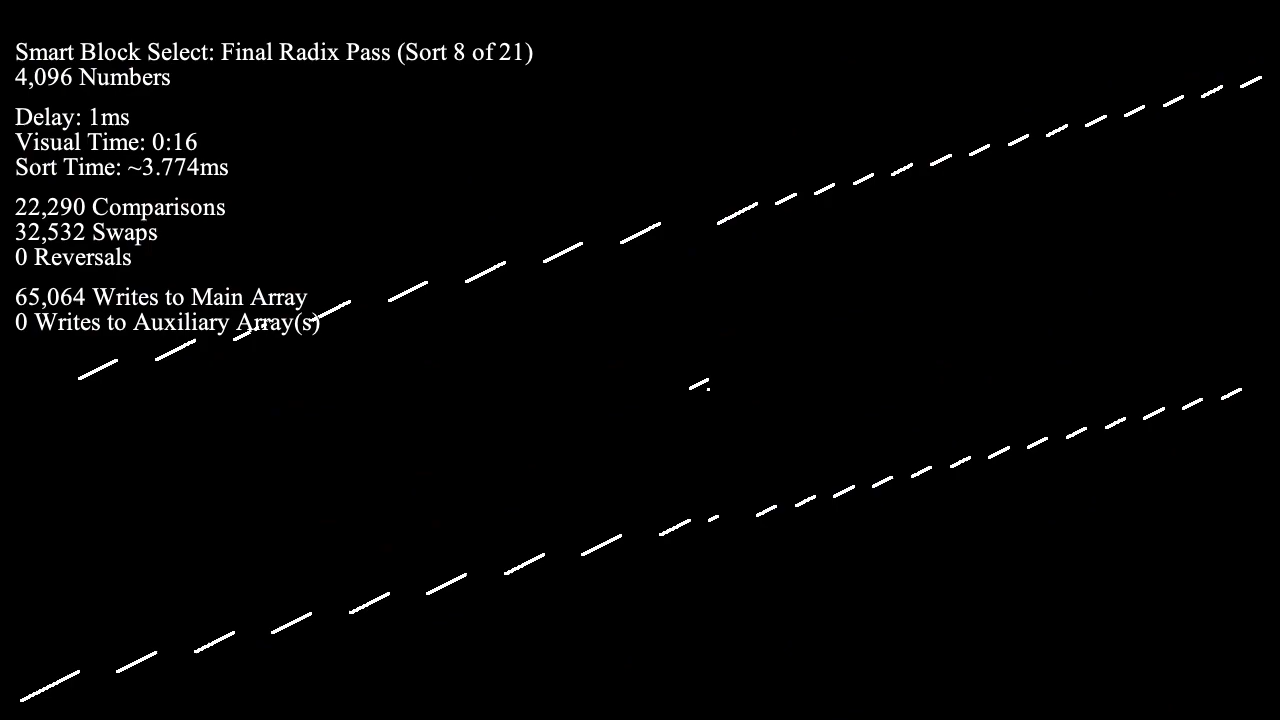 Smart Block Select: Final Radix Pass (Sort 8 of 21)
4,096 Numbers
Delay: 1ms
Visual Time: 0:16
Sort Time: ~3.774ms
22,290 Comparisons
32,532 Swaps
0 Reversals
65,064 Writes to Main Array
0 Writes to Auxiliary Array(s)